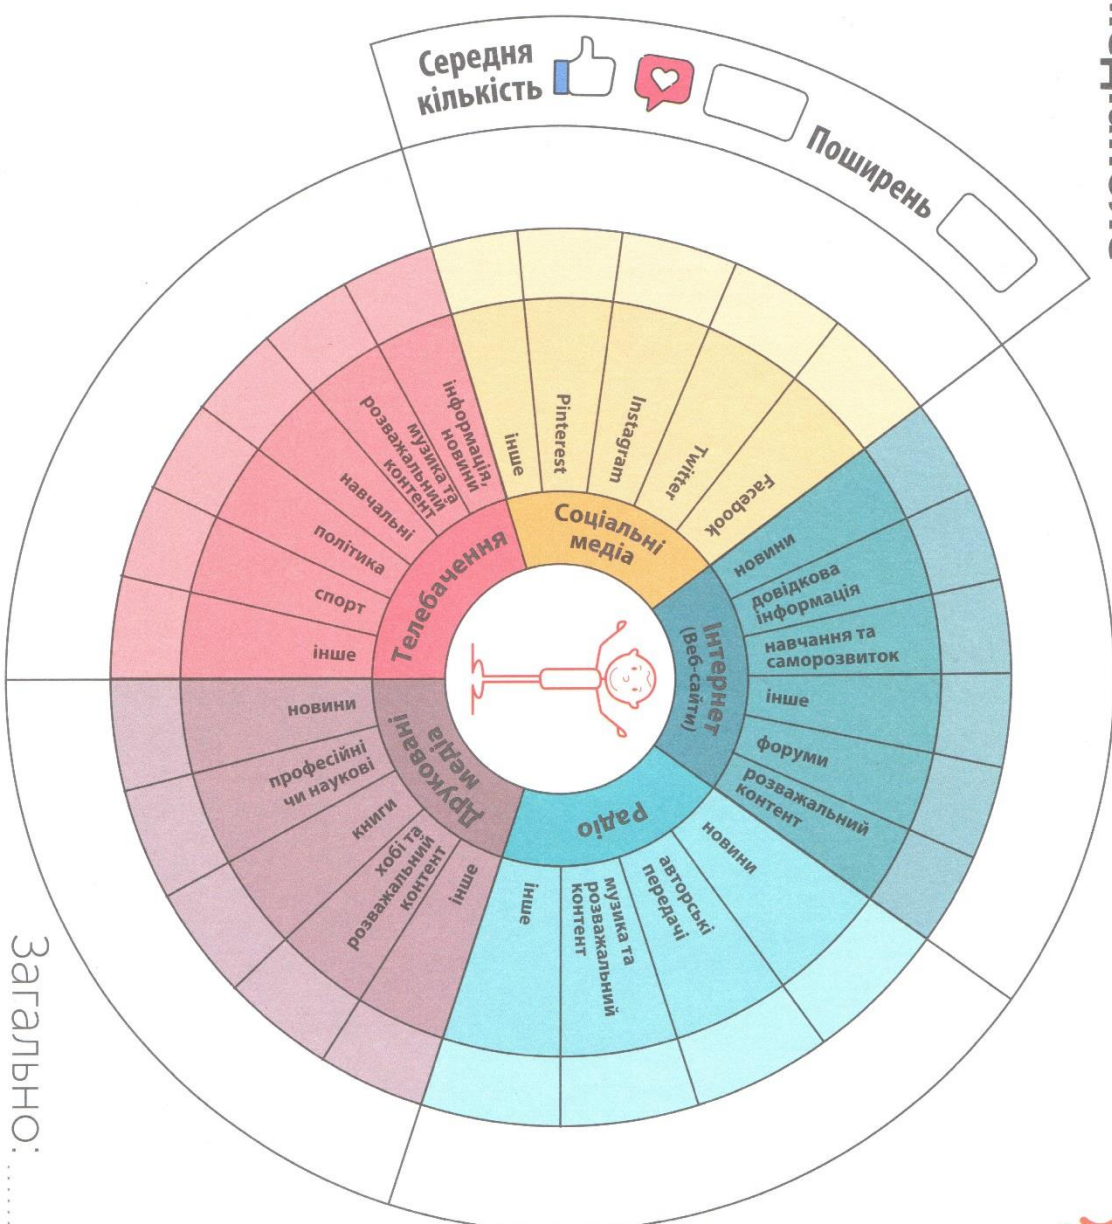 Середня
кількість
Поширень
Соціальні
медіа
інше
Pinterest
Instagram
Twitter
Facebook
Інтернет
(Веб-сайти)
новини
довідкова
інформація
навчання та
саморозвиток
інше
форуми
розважальний
контент
Радіо
новини
авторські
передачі
музика та
розважальний
контент
інше
Друковані
медіа
інше
хобі та
розважальний
контент
книги
професійні
чи наукові
новини
Телебачення
інше
спорт
політика
навчальні
музика та
розважальний
контент
інформація,
новини
Загально: